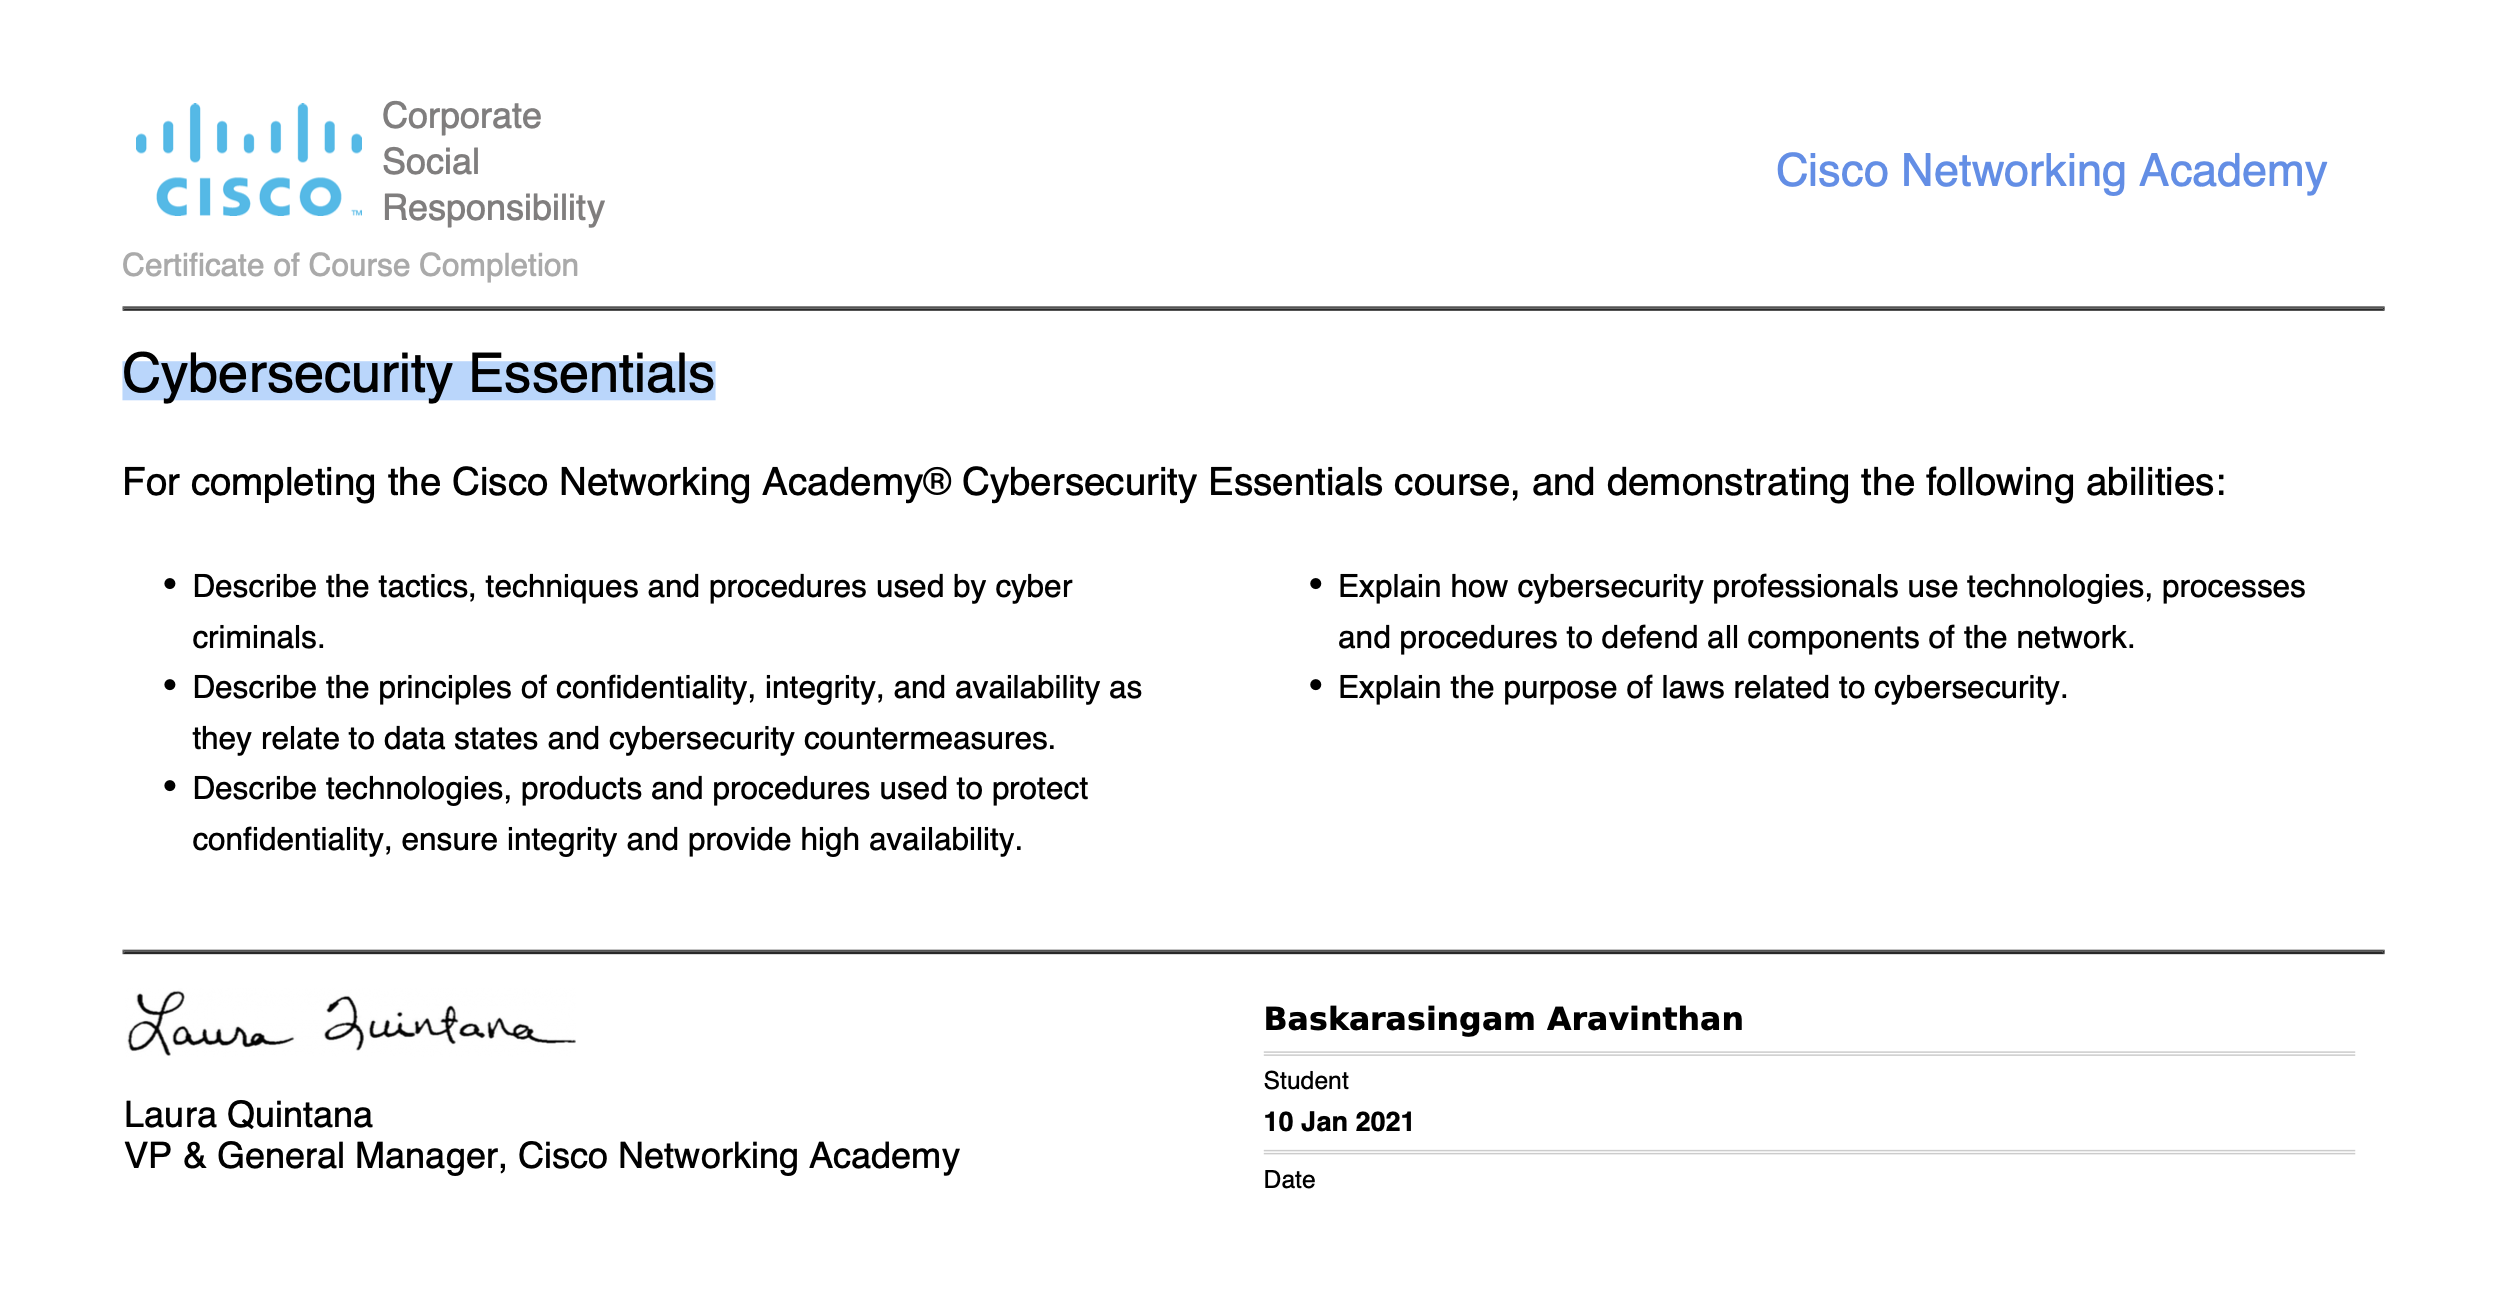 CISCO™
Corporate
Social
Responsibility
Cisco Networking Academy
Certificate of Course Completion
Cybersecurity Essentials
For completing the Cisco Networking Academy® Cybersecurity Essentials course, and demonstrating the following abilities:
• Describe the tactics, techniques and procedures used by cyber
criminals.
• Describe the principles of confidentiality, integrity, and availability as
they relate to data states and cybersecurity countermeasures.
• Describe technologies, products and procedures used to protect
confidentiality, ensure integrity and provide high availability.
• Explain how cybersecurity professionals use technologies, processes
and procedures to defend all components of the network.
• Explain the purpose of laws related to cybersecurity.
Laura Quintana
Laura Quintana
VP & General Manager, Cisco Networking Academy
Baskarasingam Aravinthan
Student
10 Jan 2021
Date